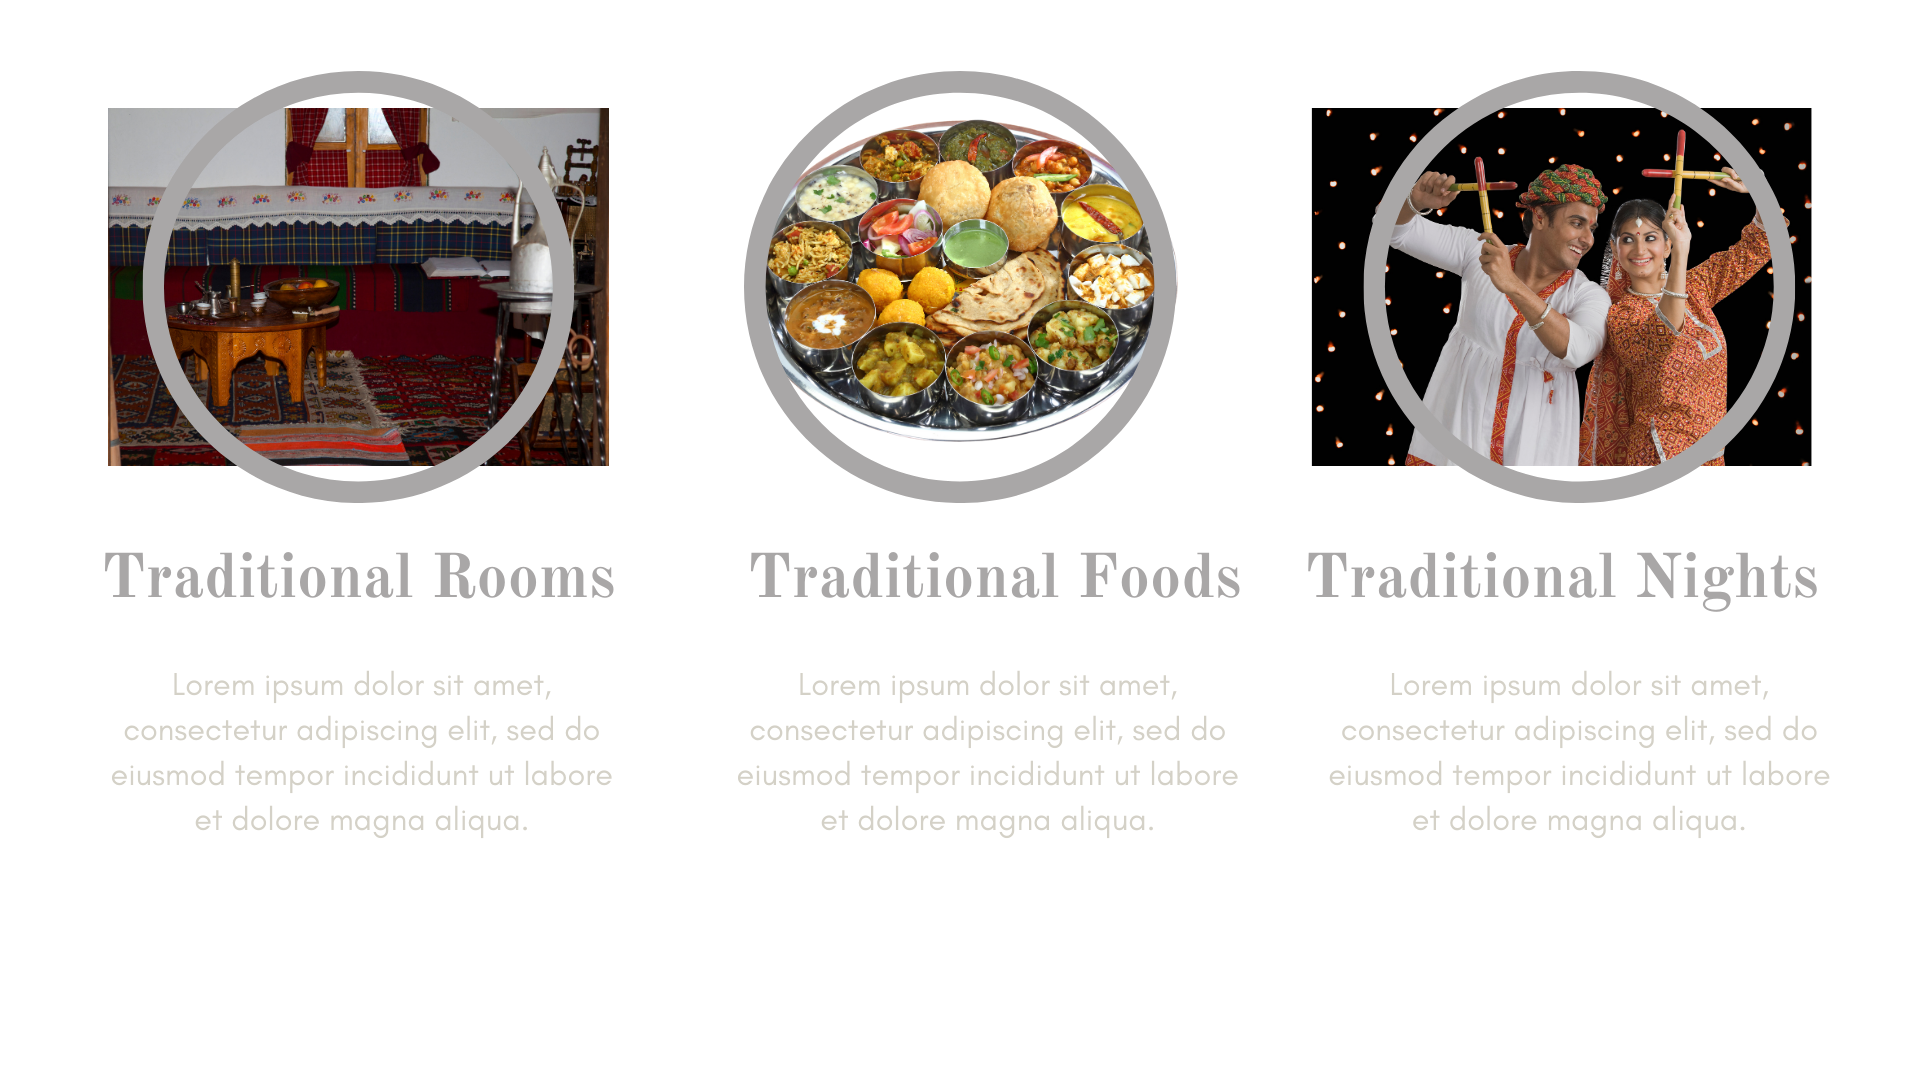 Traditional Rooms
Lorem ipsum dolor sit amet,
consectetur adipiscing elit, sed do
eiusmod tempor incididunt ut labore
et dolore magna aliqua.
Traditional Foods
Lorem ipsum dolor sit amet,
consectetur adipiscing elit, sed do
eiusmod tempor incididunt ut labore
et dolore magna aliqua.
Traditional Nights
Lorem ipsum dolor sit amet,
consectetur adipiscing elit, sed do
eiusmod tempor incididunt ut labore
et dolore magna aliqua.